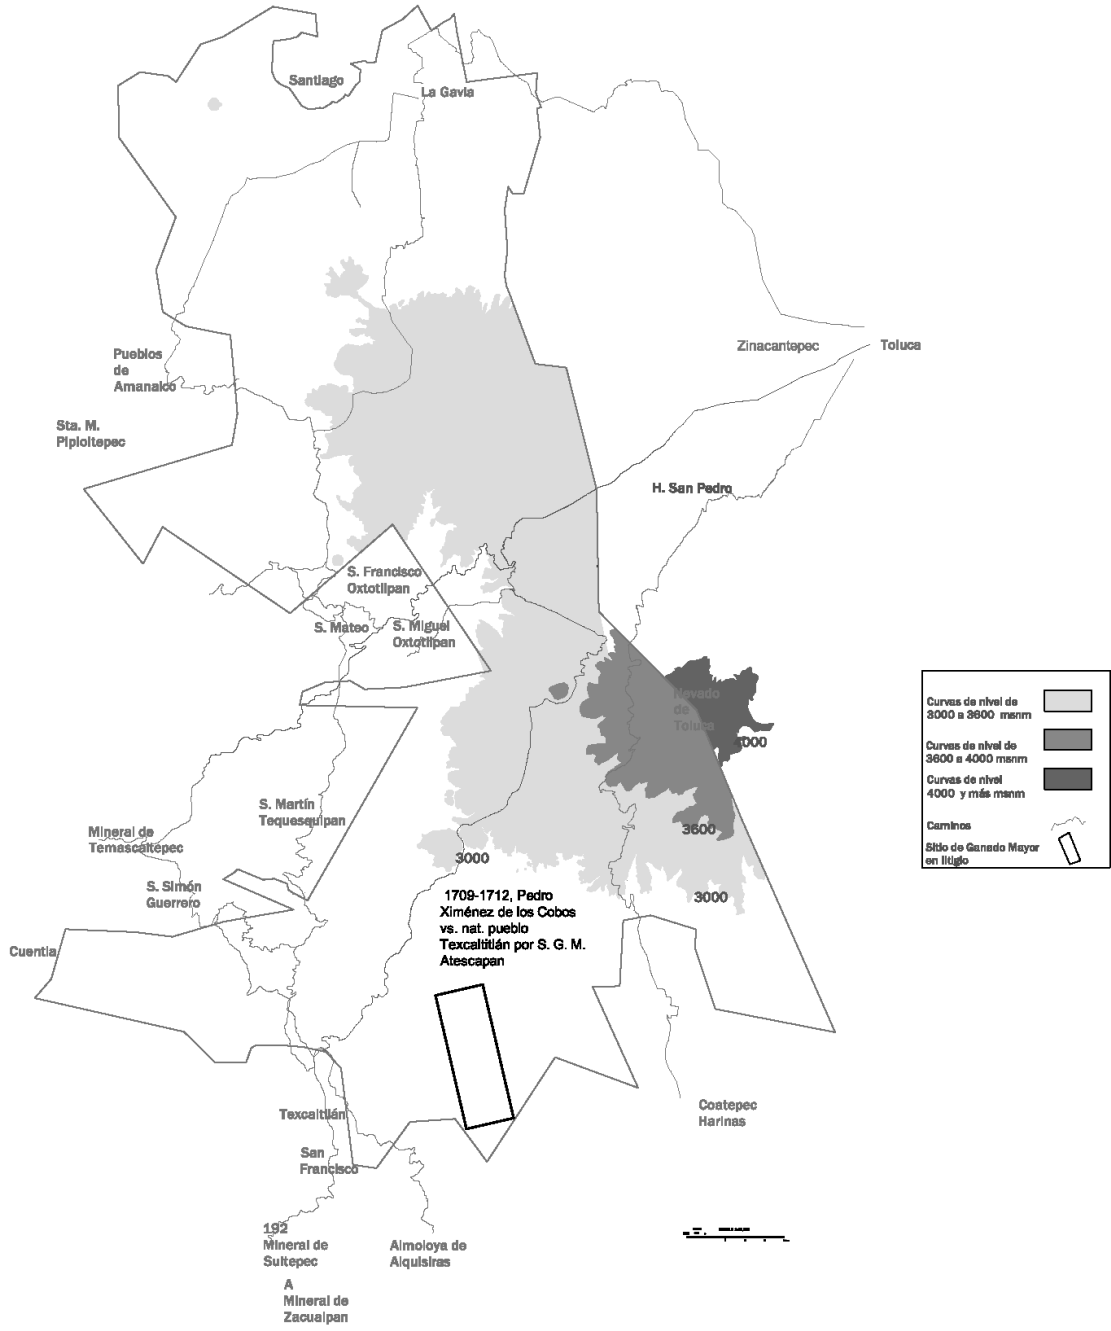 Santiago
La Gavia
Zinacantepec
Toluca
Pueblos
de
Amanalco
Sta. M.
Pipioltepec
H. San Pedro
S. Francisco
Oxtotilpan
S. Mateo
S. Miguel
Oxtotilpan
Nevado
de
Toluca
4000
Curvas de nivel de
3000 a 3600 msnm
Curvas de nivel de
3600 a 4000 msnm
Curvas de nivel
4000 y más msnm
Caminos
Sitio de Ganado Mayor
en litigio
S. Martín
Tequesquipan
Mineral de
Temascaltepec
3600
3000
S. Simón
Guerrero
3000
1709-1712, Pedro
Ximénez de los Cobos
vs. nat. pueblo
Texcaltitlán por S. G. M.
Atescapan
Cuentla
Texcaltitlán
Coatepec
Harinas
San
Francisco
192
Mineral de
Sultepec
Almoloya de
Alquisiras
A
Mineral de
Zacualpan